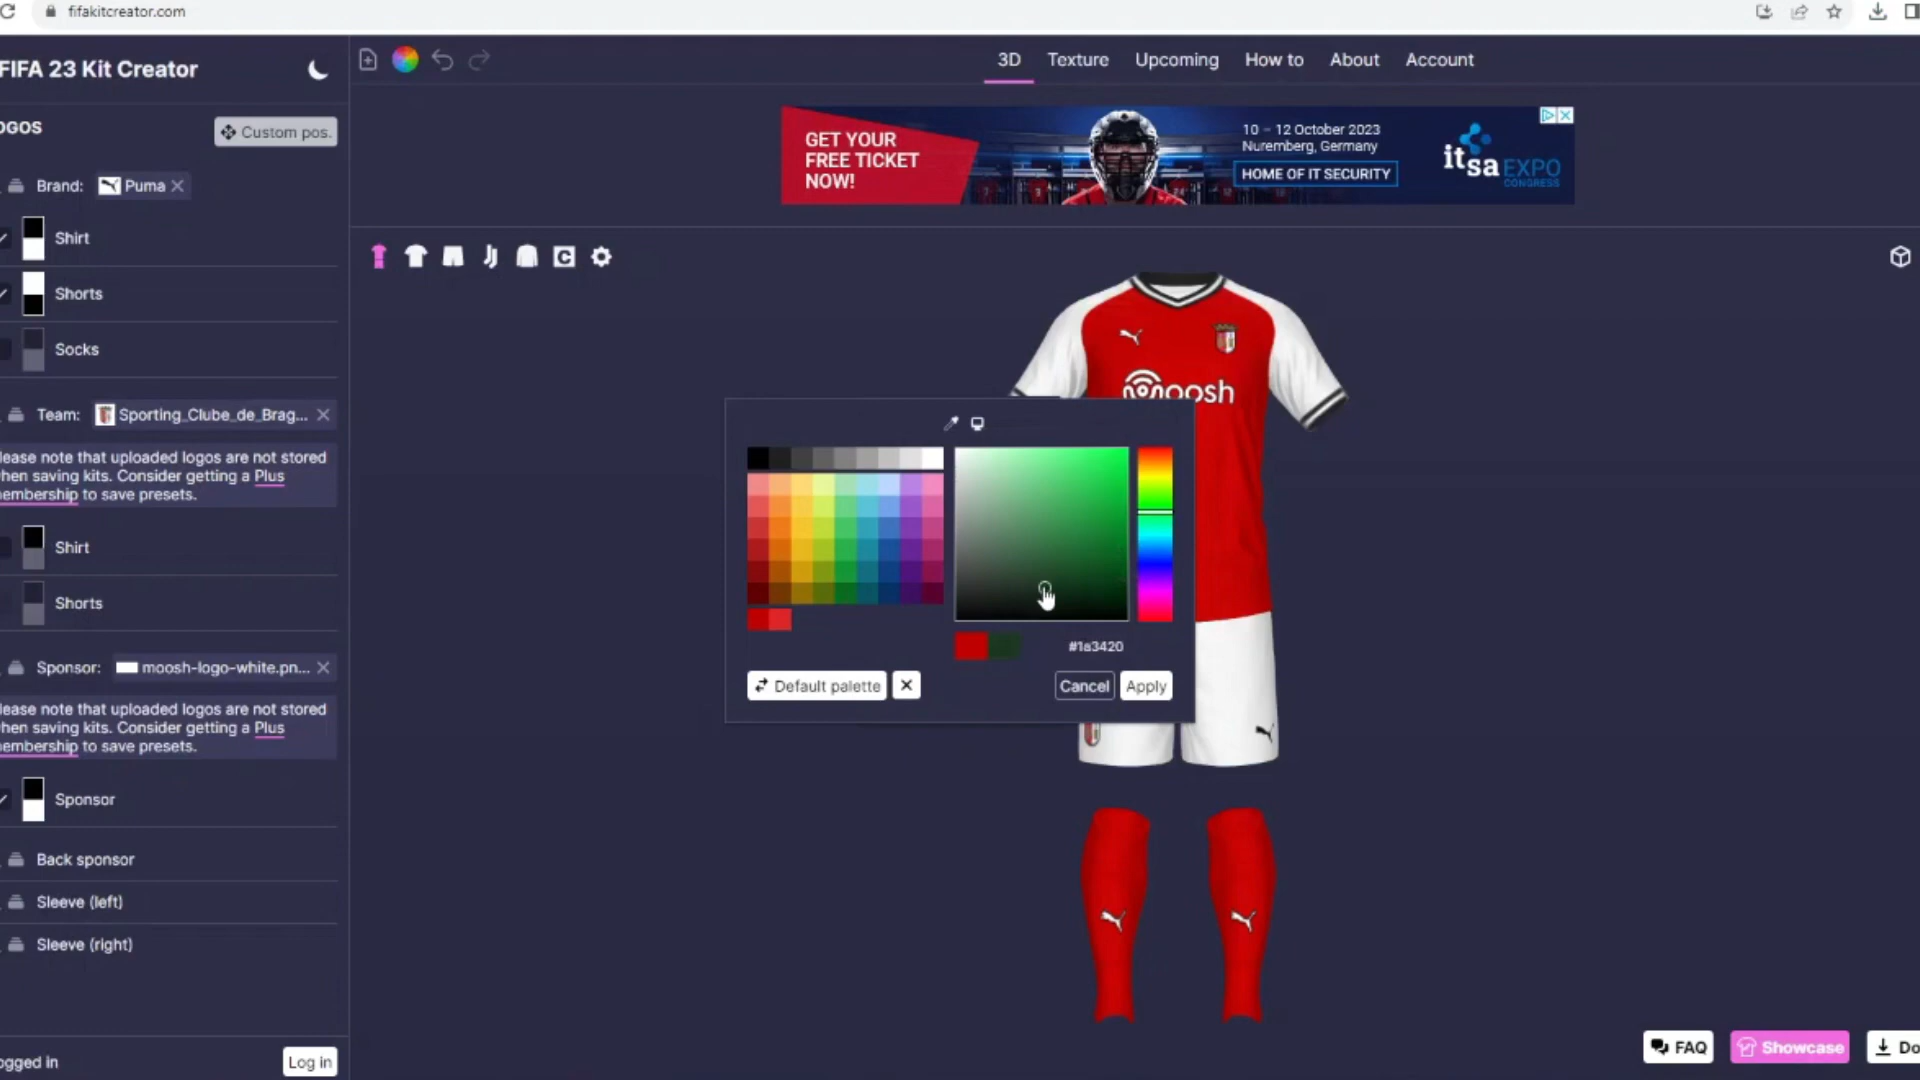 fifakitcreator.com
FIFA 23 Kit Creator
3D
Texture
Upcoming
How to
About
Account
OGOS
Custom pos.
GET YOUR
FREE TICKET
NOW!
10 – 12 October 2023
Nuremberg, Germany
HOME OF IT SECURITY
itsa EXPO
CONGRESS
Brand:
Puma
Shirt
Shorts
Socks
Team:
Sporting_Clube_de_Brag...
lease note that uploaded logos are not stored
hen saving kits. Consider getting a Plus
embership to save presets.
Shirt
Shorts
Sponsor:
moosh-logo-white.pn...
lease note that uploaded logos are not stored
hen saving kits. Consider getting a Plus
embership to save presets.
Sponsor
Back sponsor
Sleeve (left)
Sleeve (right)
ogged in
Log in
C
moosh
#1a3420
Default palette
Cancel
Apply
FAQ
Showcase
Do